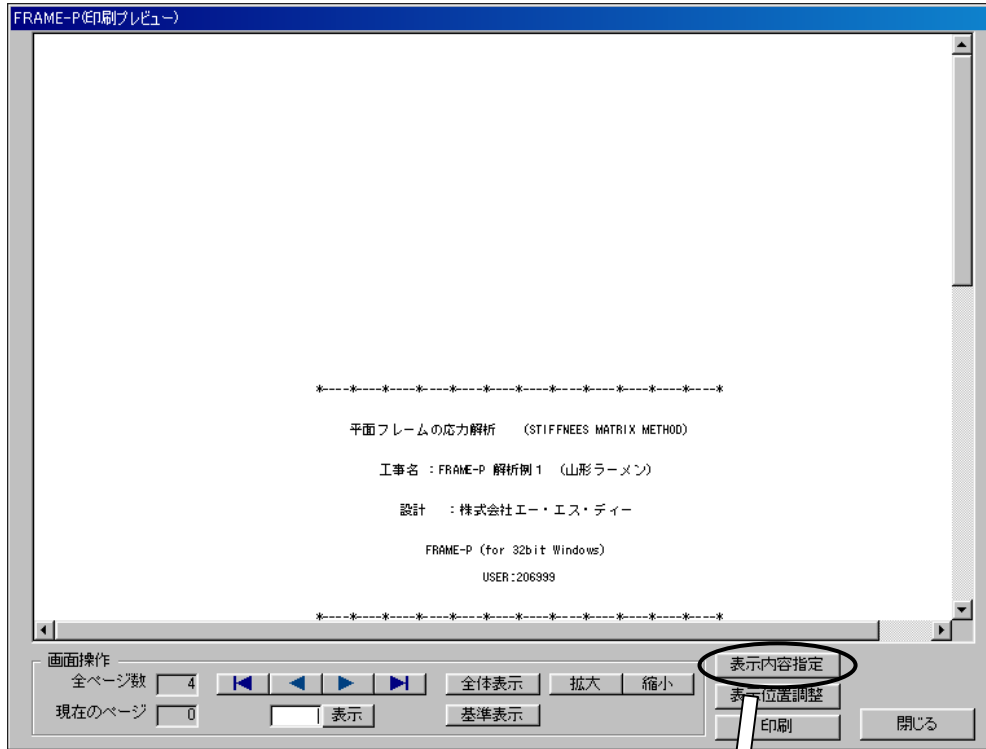 FRAME-P(印刷プレビュー)
*----*----*----*----*----*----*----*----*----*----*----*----*
平面フレームの応力解析 (STIFFNEES MATRIX METHOD)
工事名 :FRAME-P 解析例1 (山形ラーメン)
設計 :株式会社エー・エス・ディー
FRAME-P (for 32bit Windows)
USER:206999
*----*----*----*----*----*----*----*----*----*----*----*----*
画面操作
全ページ数 4 全体表示 拡大 縮小
現在のページ 0 表示 基準表示
表示内容指定
表示位置調整
印刷 閉じる